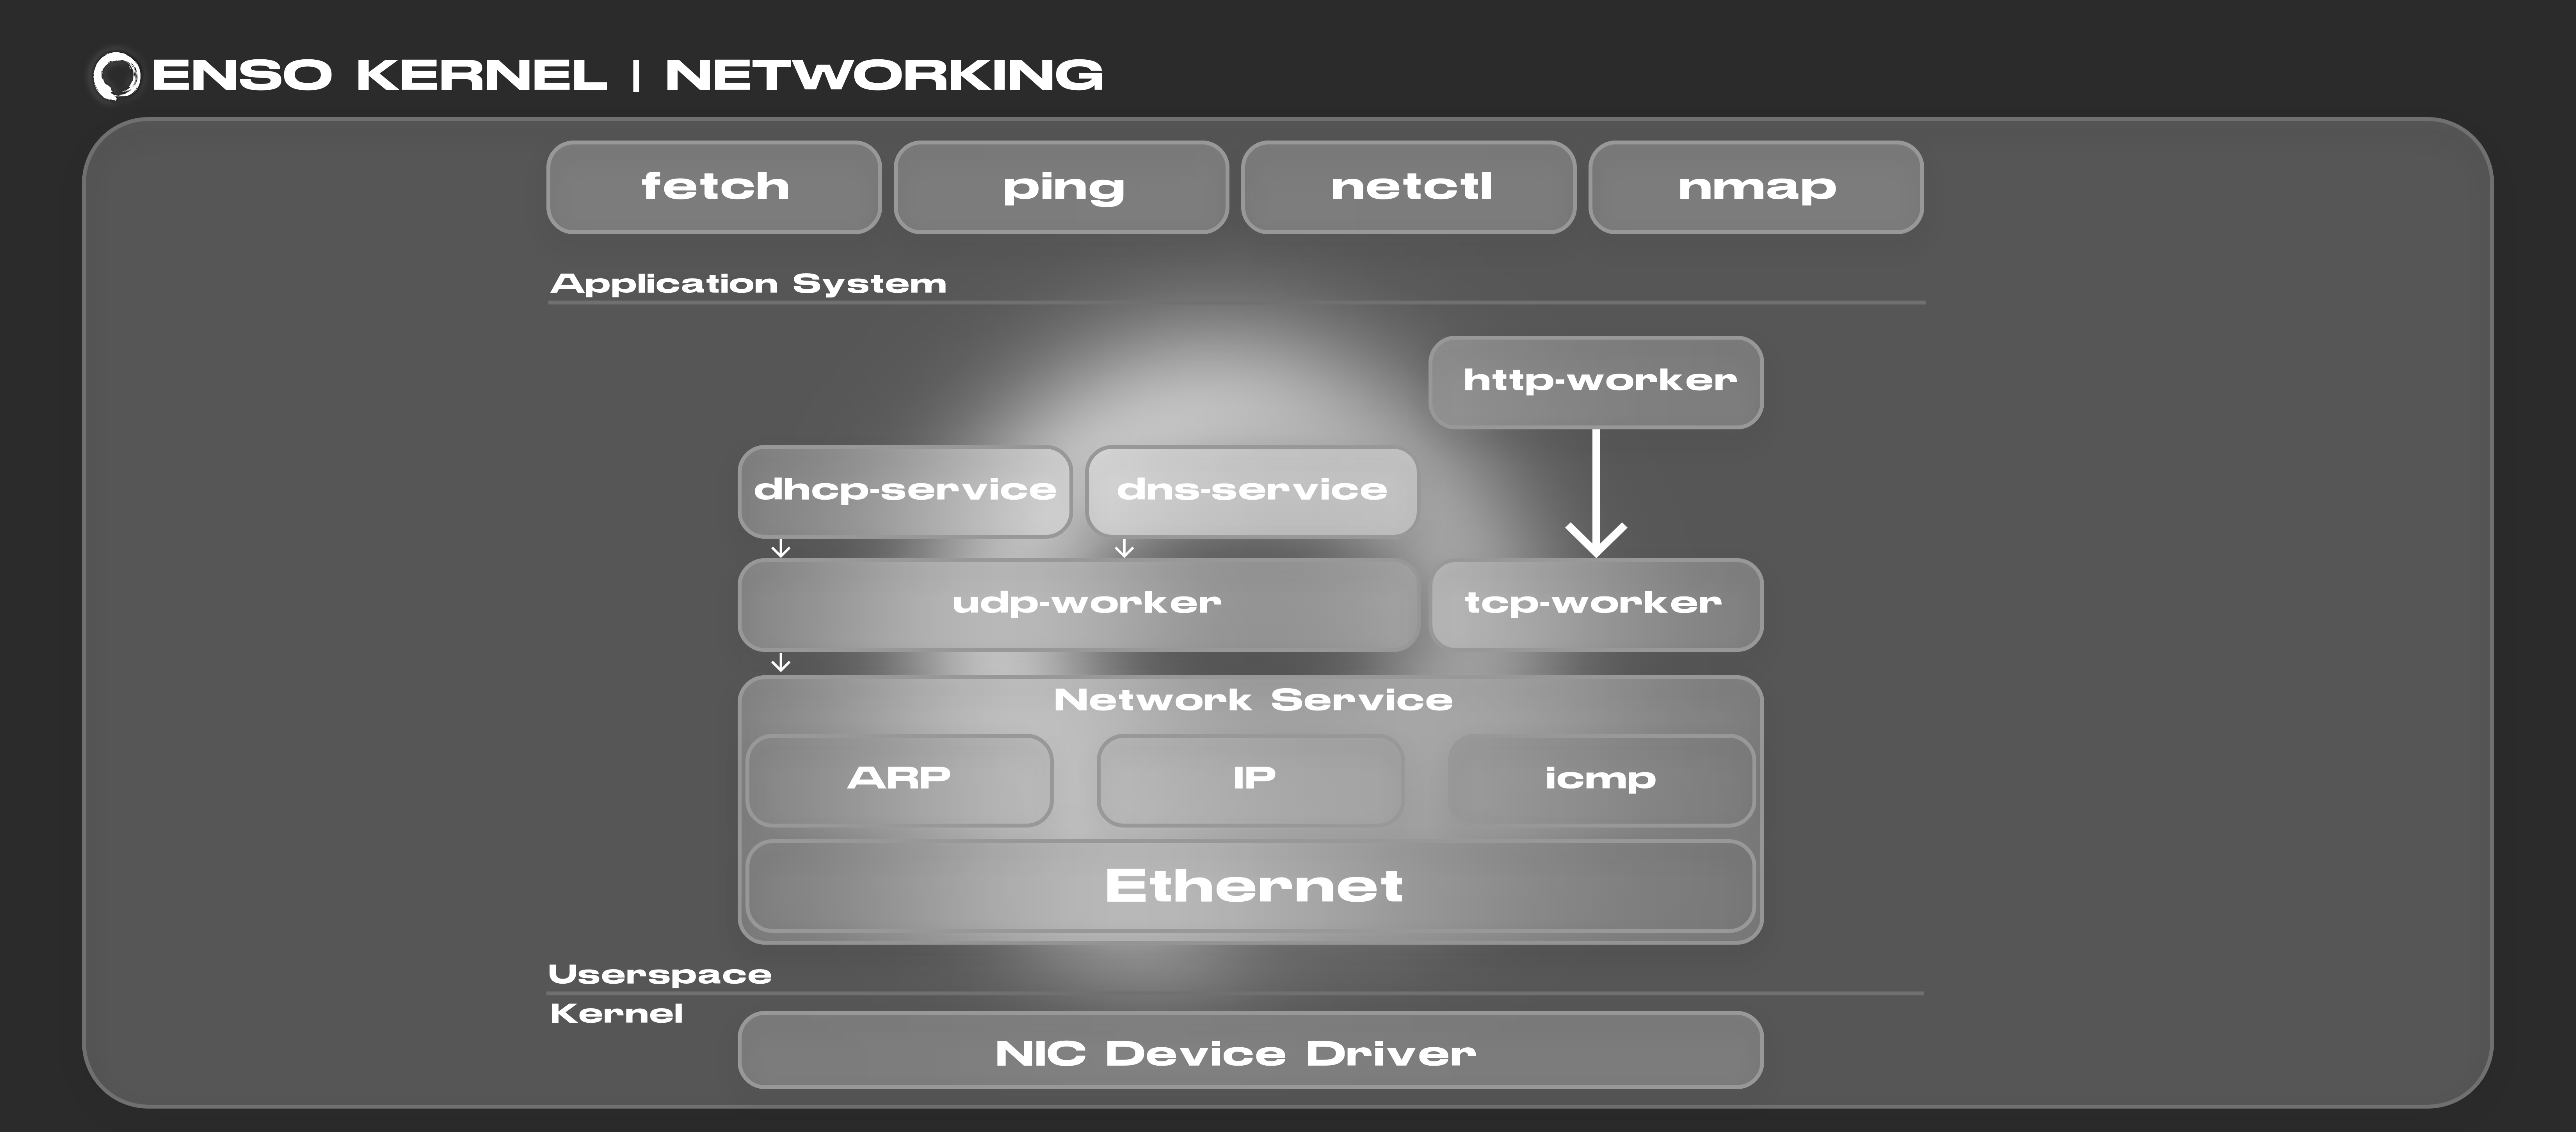 ENSO KERNEL | NETWORKING
fetch
ping
netctl
nmap
Application System
http-worker
dhcp-service
dns-service
udp-worker
tcp-worker
Network Service
ARP
IP
icmp
Ethernet
Userspace
Kernel
NIC Device Driver